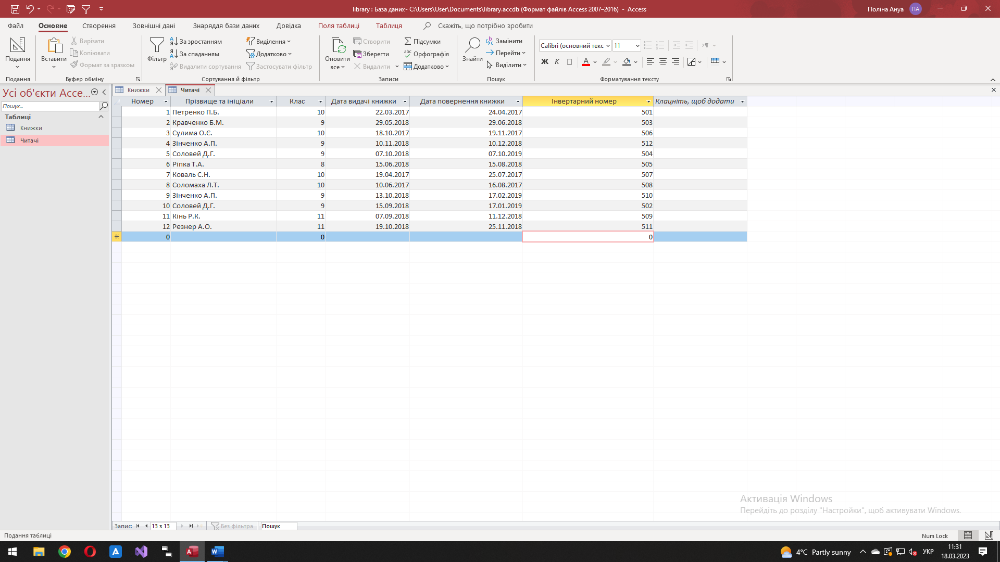 library : База даних- C:\Users\User\Documents\library.accdb (Формат файлів Access 2007–2016) - Access
Поліна Ануа ПА
Файл Основне Створення Зовнішні дані Знаряддя бази даних Довідка Поля таблиці Таблиця Скажіть, що потрібно зробити
Подання
Подання
Вставити
Вирізати
Копіювати
Формат за зразком
Буфер обміну
Фільтр
За зростанням
За спаданням
Видалити сортування
Виділення
Додатково
Застосувати фільтр
Сортування й фільтр
Оновити
все
Створити
Зберегти
Видалити
Підсумки
Орфографія
Додатково
Записи
Знайти
Замінити
Перейти
Виділити
Пошук
Calibri (основний текс 11
Ж К П А
Форматування тексту
Усі об'єкти Acce...
Пошук...
Таблиці
Книжки
Читачі
Книжки Читачі
Номер Прізвище та ініціали Клас Дата видачі книжки Дата повернення книжки Інвертарний номер Клацніть, щоб додати
1 Петренко П.Б. 10 22.03.2017 24.04.2017 501
2 Кравченко Б.М. 9 29.05.2018 29.06.2018 503
3 Сулима О.Є. 10 18.10.2017 19.11.2017 506
4 Зінченко А.П. 9 10.11.2018 10.12.2018 512
5 Соловей Д.Г. 9 07.10.2018 07.10.2019 504
6 Ріпка Т.А. 8 15.06.2018 15.08.2018 505
7 Коваль С.Н. 10 19.04.2017 25.07.2017 507
8 Соломаха Л.Т. 10 10.06.2017 16.08.2017 508
9 Зінченко А.П. 9 13.10.2018 17.02.2019 510
10 Соловей Д.Г. 9 15.09.2018 17.01.2019 502
11 Кінь Р.К. 11 07.09.2018 11.12.2018 509
12 Резнер А.О. 11 19.10.2018 25.11.2018 511
0 0 0
Активація Windows
Перейдіть до розділу "Настройки", щоб активувати Windows.
Запис: 13 з 13 Без фільтра Пошук
Подання таблиці
Num Lock
4°C Partly sunny
УКР
11:31
18.03.2023